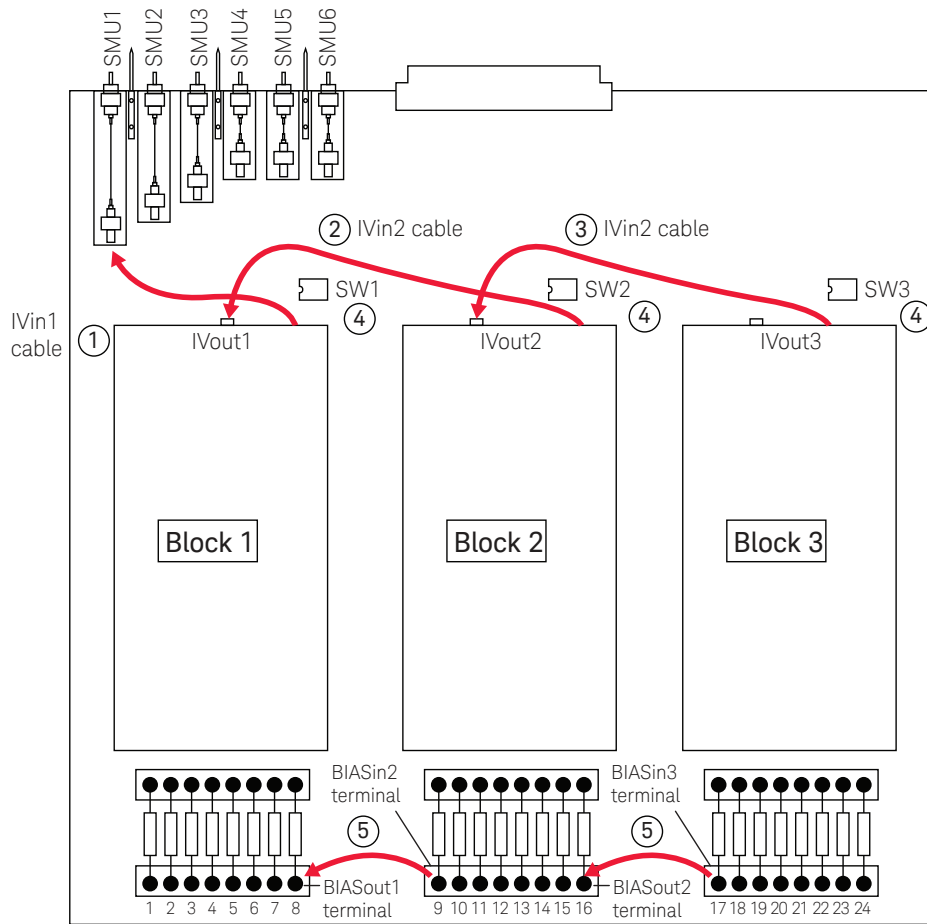 SMU1
SMU2
SMU3
SMU4
SMU5
SMU6
2 IVin2 cable
3 IVin2 cable
SW1
SW2
SW3
4
4
4
IVin1
cable
1
IVout1
IVout2
IVout3
Block 1
Block 2
Block 3
BIASin2
terminal
BIASin3
terminal
5
5
BIASout1
terminal
BIASout2
terminal
1 2 3 4 5 6 7 8
9 10 11 12 13 14 15 16
17 18 19 20 21 22 23 24